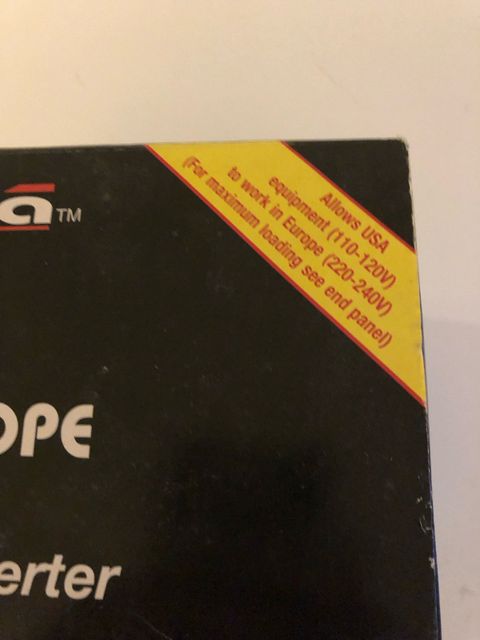 a™
Allows USA
equipment (110-120V)
to work in Europe (220-240V)
(For maximum loading see end panel)
OPE
erter